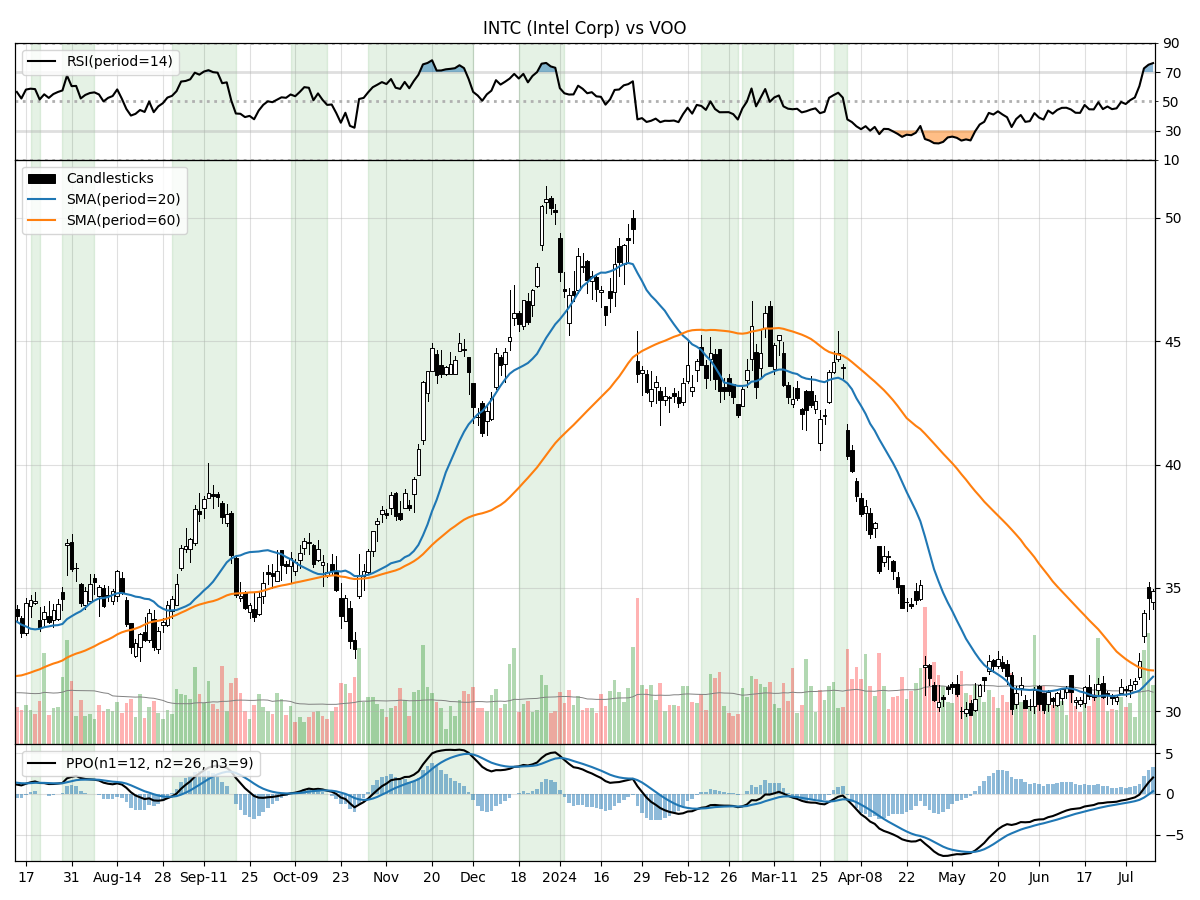 INTC (Intel Corp) vs VOO
RSI(period=14)
90
70
50
30
10
Candlesticks
SMA(period=20)
SMA(period=60)
50
45
40
35
30
PPO(n1=12, n2=26, n3=9)
5
0
−5
17 31 Aug-14 28 Sep-11 25 Oct-09 23 Nov 20 Dec 18 2024 16 29 Feb-12 26 Mar-11 25 Apr-08 22 May 20 Jun 17 Jul